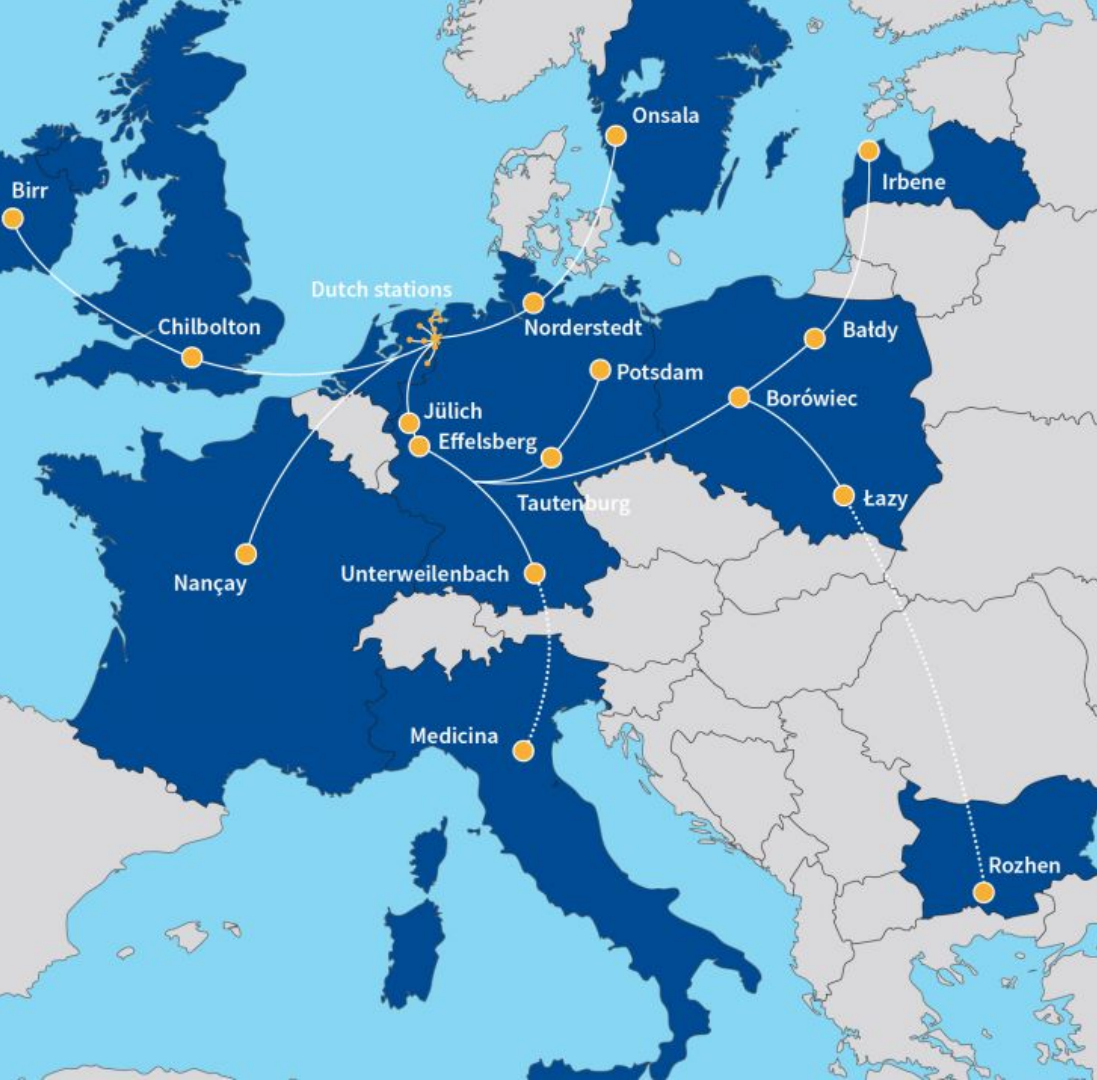 Onsala
Irbene
Birr
Dutch stations
Chilbolton
Norderstedt
Bałdy
Potsdam
Borówiec
Jülich
Effelsberg
Łazy
Tautenburg
Nançay
Unterweilenbach
Medicina
Rozhen